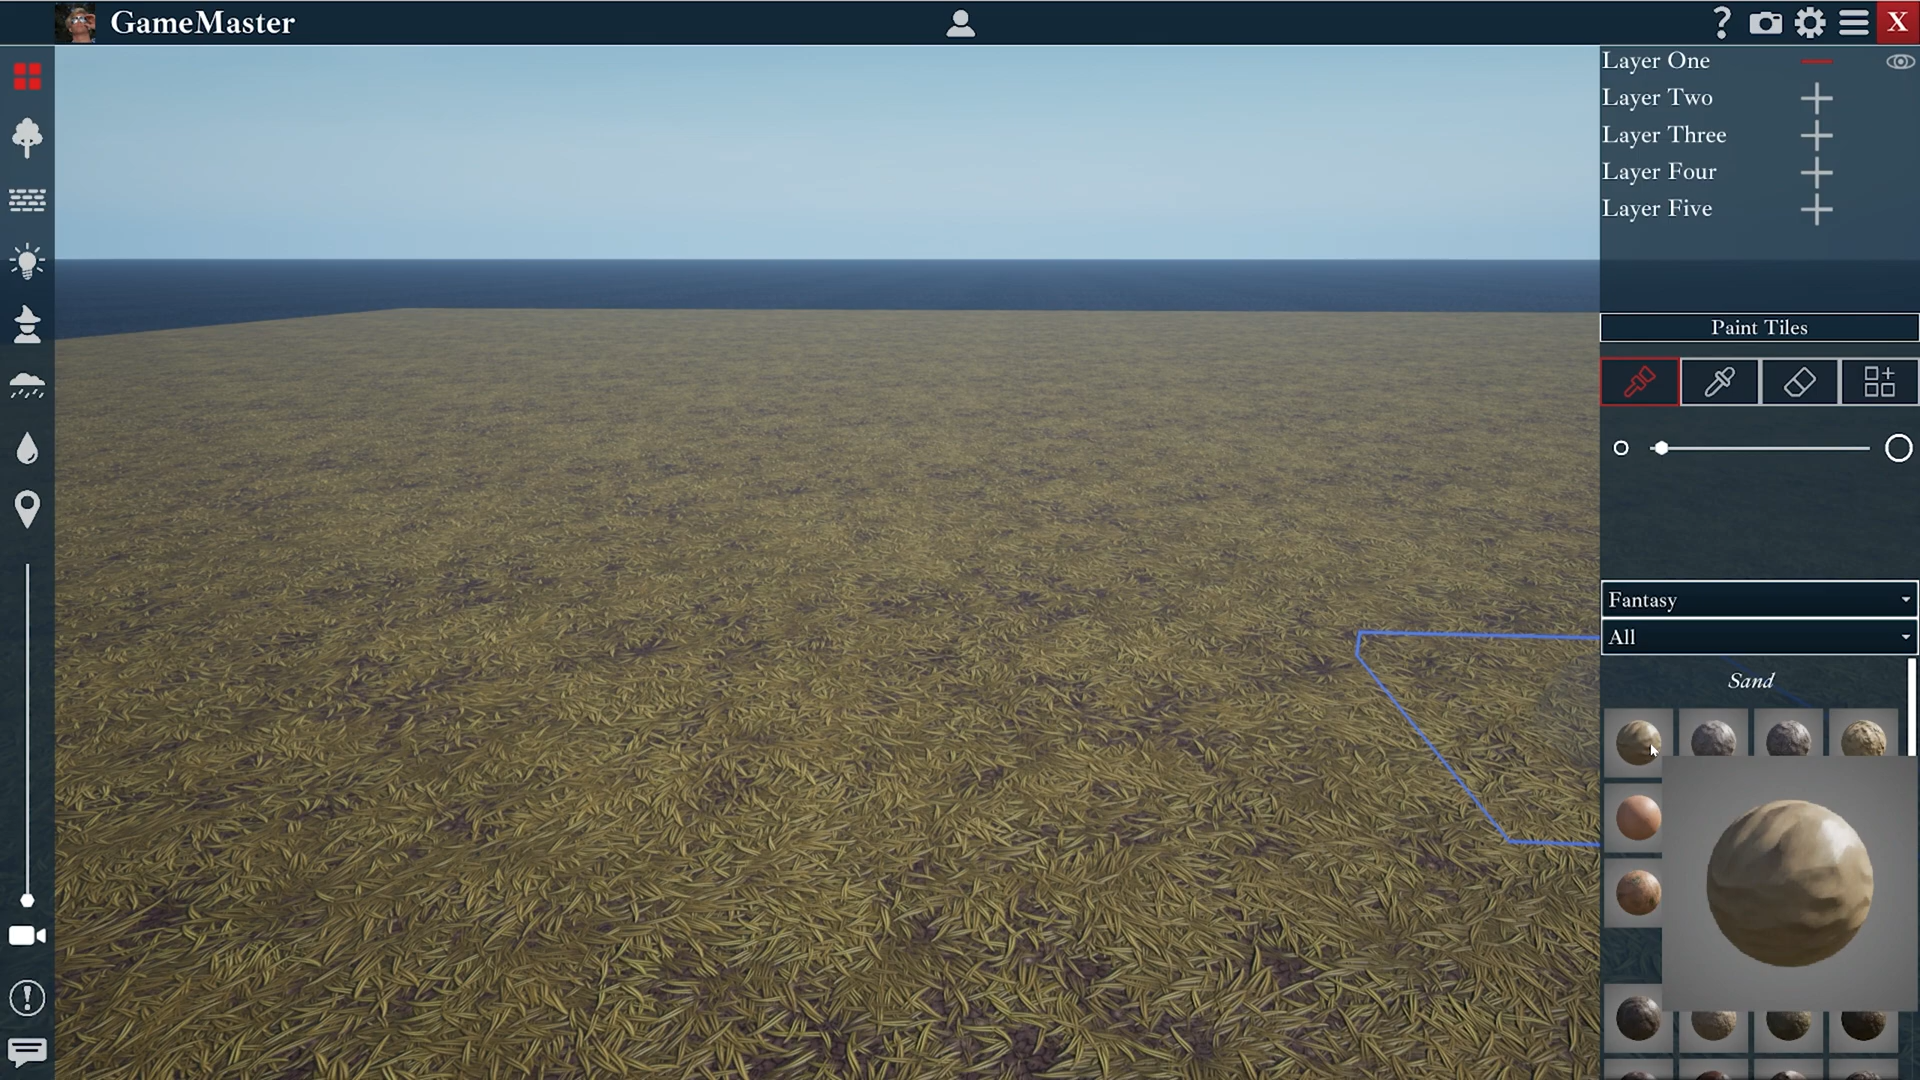 GameMaster
?
X
Layer One
Layer Two
Layer Three
Layer Four
Layer Five
Paint Tiles
Fantasy
All
Sand